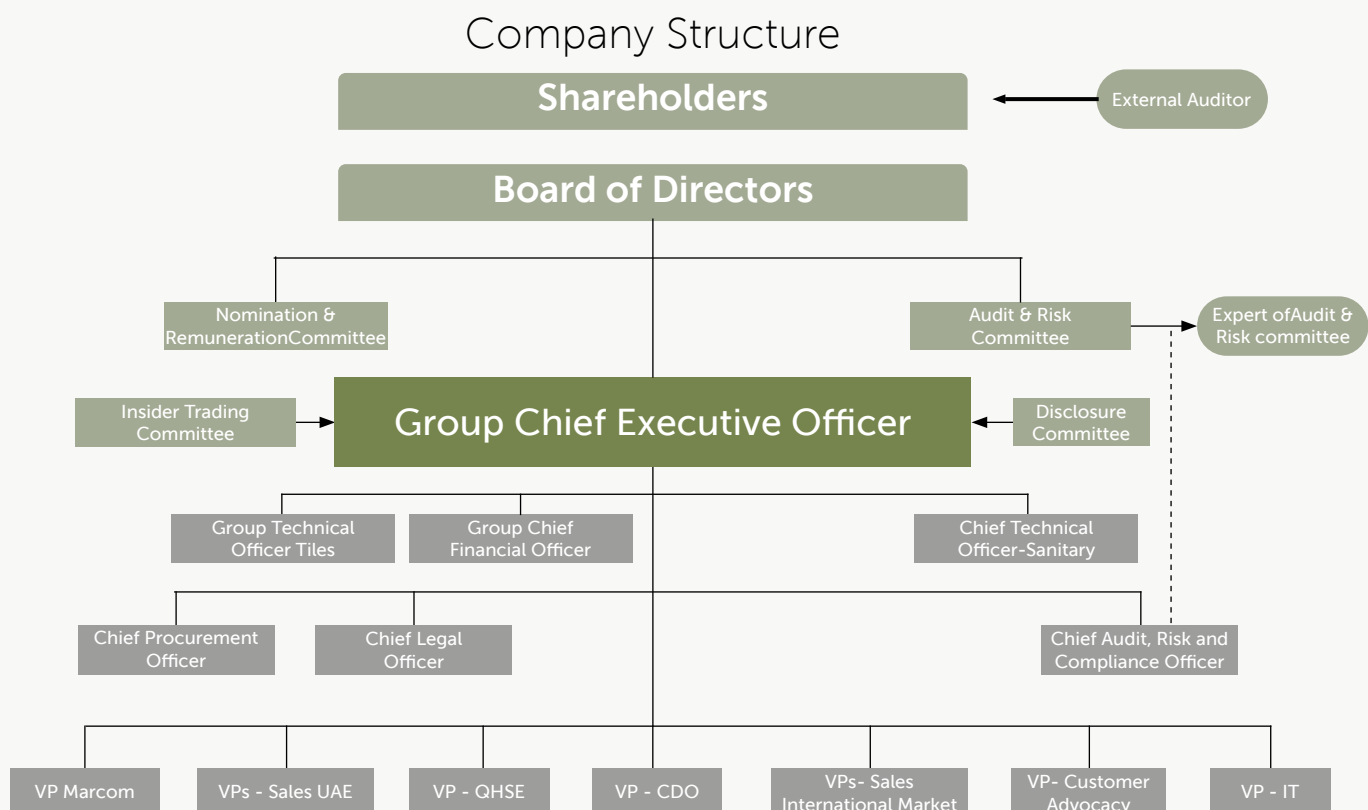 Company Structure
Shareholders
External Auditor
Board of Directors
Nomination &
RemunerationCommittee
Audit & Risk
Committee
Expert ofAudit &
Risk committee
Insider Trading
Committee
Group Chief Executive Officer
Disclosure
Committee
Group Technical
Officer Tiles
Group Chief
Financial Officer
Chief Technical
Officer-Sanitary
Chief Procurement
Officer
Chief Legal
Officer
Chief Audit, Risk and
Compliance Officer
VP Marcom
VPs - Sales UAE
VP - QHSE
VP - CDO
VPs- Sales
International Market
VP- Customer
Advocacy
VP - IT